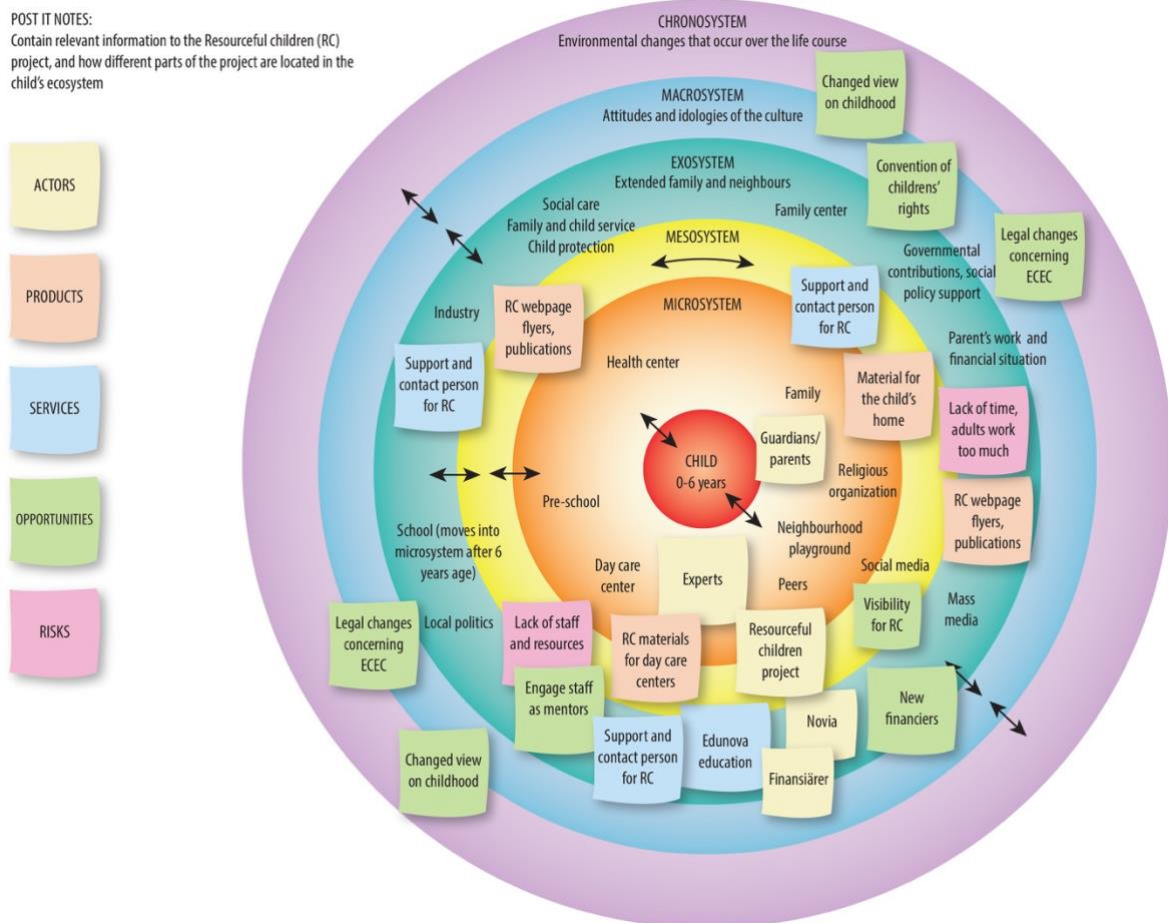 POST IT NOTES:
Contain relevant information to the Resourceful children (RC)
project, and how different parts of the project are located in the
child's ecosystem
ACTORS
PRODUCTS
SERVICES
OPPORTUNITIES
RISKS
CHRONOSYSTEM
Environmental changes that occur over the life course
Changed view
on childhood
MACROSYSTEM
Attitudes and idologies of the culture
EXOSYSTEM
Extended family and neighbours
Convention of
childrens'
rights
Social care
Family and child service
Child protection
Family center
MESOSYSTEM
Legal changes
concerning
ECEC
Governmental
contributions, social
policy support
MICROSYSTEM
Support and
contact person
for RC
Industry
RC webpage
flyers,
publications
Parent's work and
financial situation
Support and
contact person
for RC
Health center
Family
Material for
the child's
home
Lack of time,
adults work
too much
Guardians/
parents
CHILD
0-6 years
Religious
organization
RC webpage
flyers,
publications
Pre-school
Neighbourhood
playground
School (moves into
microsystem after 6
years age)
Day care
center
Experts
Peers
Social media
Visibility
for RC
Mass
media
Legal changes
concerning
ECEC
Local politics
Lack of staff
and resources
RC materials
for day care
centers
Resourceful
children
project
Engage staff
as mentors
New
financiers
Novia
Support and
contact person
for RC
Edunova
education
Finansiärer
Changed view
on childhood